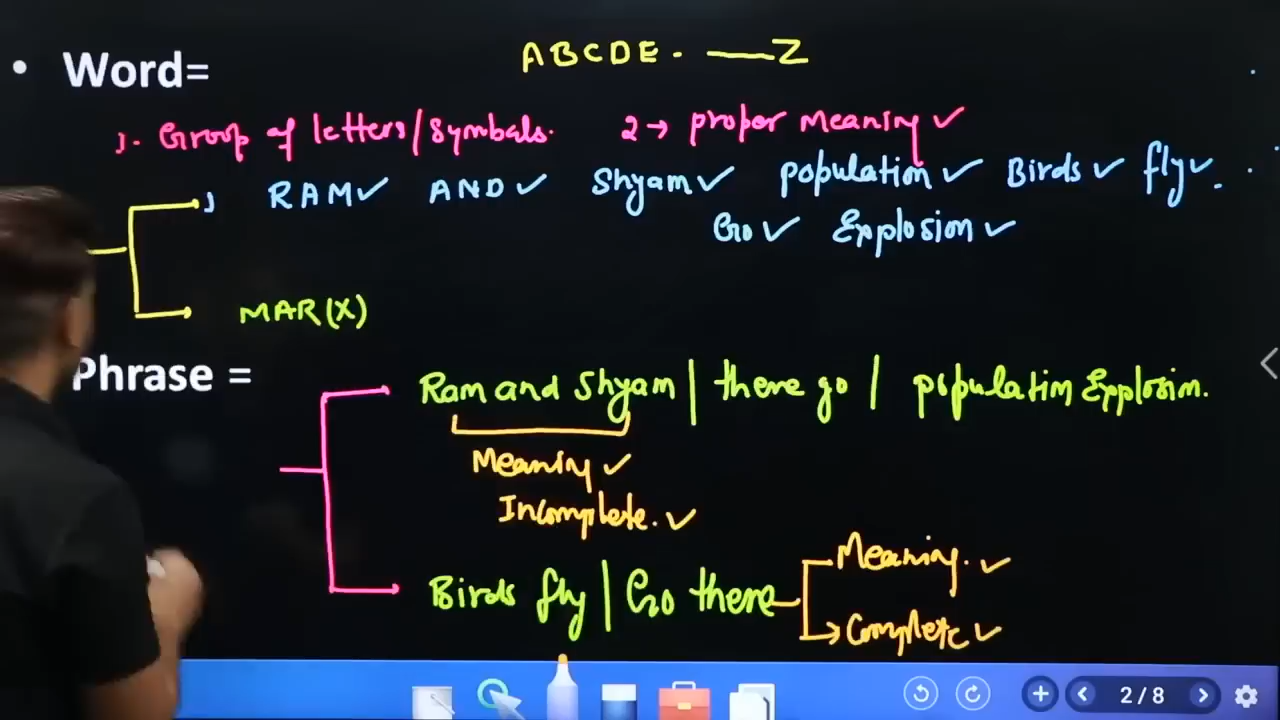 ABCDE. —Z
• Word=
1. Group of letters/symbals. 2→ proper Meaning ✓
1 RAM✓ AND✓ Shyam✓ population✓ Birds✓ fly✓..
Go✓ Explosion✓
MAR(X)
Phrase =
Ram and Shyam | there go | population Explosion.
Meaning ✓
Incomplete. ✓
Birds fly | Go there
Meaning. ✓
Complete ✓
2 / 8